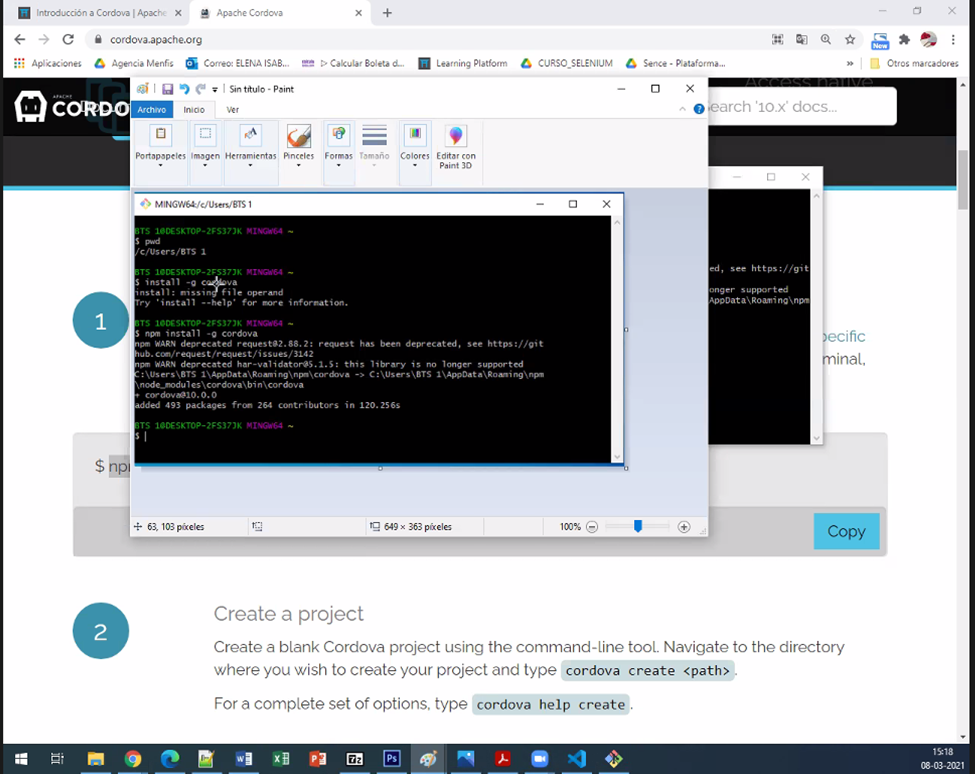 Introducción a Cordova | Apache
Apache Cordova
cordova.apache.org
New
Aplicaciones
Agencia Menfis
Correo: ELENA ISAB...
Calcular Boleta d...
Learning Platform
CURSO_SELENIUM
Sence - Plataforma...
»
Otros marcadores
APACHE
CORDO
Access native
Search '10.x' docs...
Sin título - Paint
Archivo
Inicio
Ver
Portapapeles
Imagen
Herramientas
Pinceles
Formas
Tamaño
Colores
Editar con
Paint 3D
MINGW64:/c/Users/BTS 1
BTS 1@DESKTOP-2FS37JK MINGW64 ~
$ pwd
/c/Users/BTS 1
BTS 1@DESKTOP-2FS37JK MINGW64 ~
$ install -g cordova
install: missing file operand
Try 'install --help' for more information.
BTS 1@DESKTOP-2FS37JK MINGW64 ~
$ npm install -g cordova
npm WARN deprecated request@2.88.2: request has been deprecated, see https://git
hub.com/request/request/issues/3142
npm WARN deprecated har-validator@5.1.5: this library is no longer supported
C:\Users\BTS 1\AppData\Roaming\npm\cordova -> C:\Users\BTS 1\AppData\Roaming\npm
\node_modules\cordova\bin\cordova
+ cordova@10.0.0
added 493 packages from 264 contributors in 120.256s
BTS 1@DESKTOP-2FS37JK MINGW64 ~
$
63, 103 píxeles
649 × 363 píxeles
100%
ed, see https://git
onger supported
AppData\Roaming\npm
1
pecific
minal,
$ npm
Copy
2
Create a project
Create a blank Cordova project using the command-line tool. Navigate to the directory
where you wish to create your project and type cordova create <path>.
For a complete set of options, type cordova help create.
15:18
08-03-2021